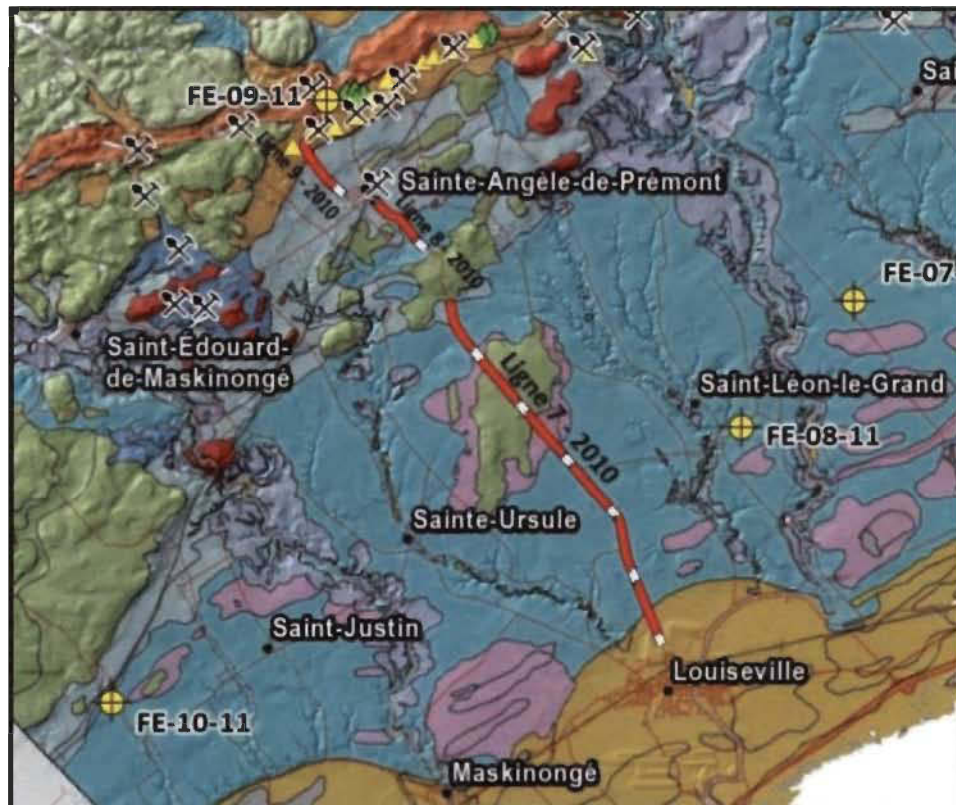 Sai
FE-09-11
Ligne 9 - 2010
Sainte-Angèle-de-Prémont
Ligne 8 - 2010
FE-07
Saint-Édouard-
de-Maskinongé
Ligne 7
2010
Saint-Léon-le-Grand
FE-08-11
Sainte-Ursule
Saint-Justin
Louiseville
FE-10-11
Maskinongé